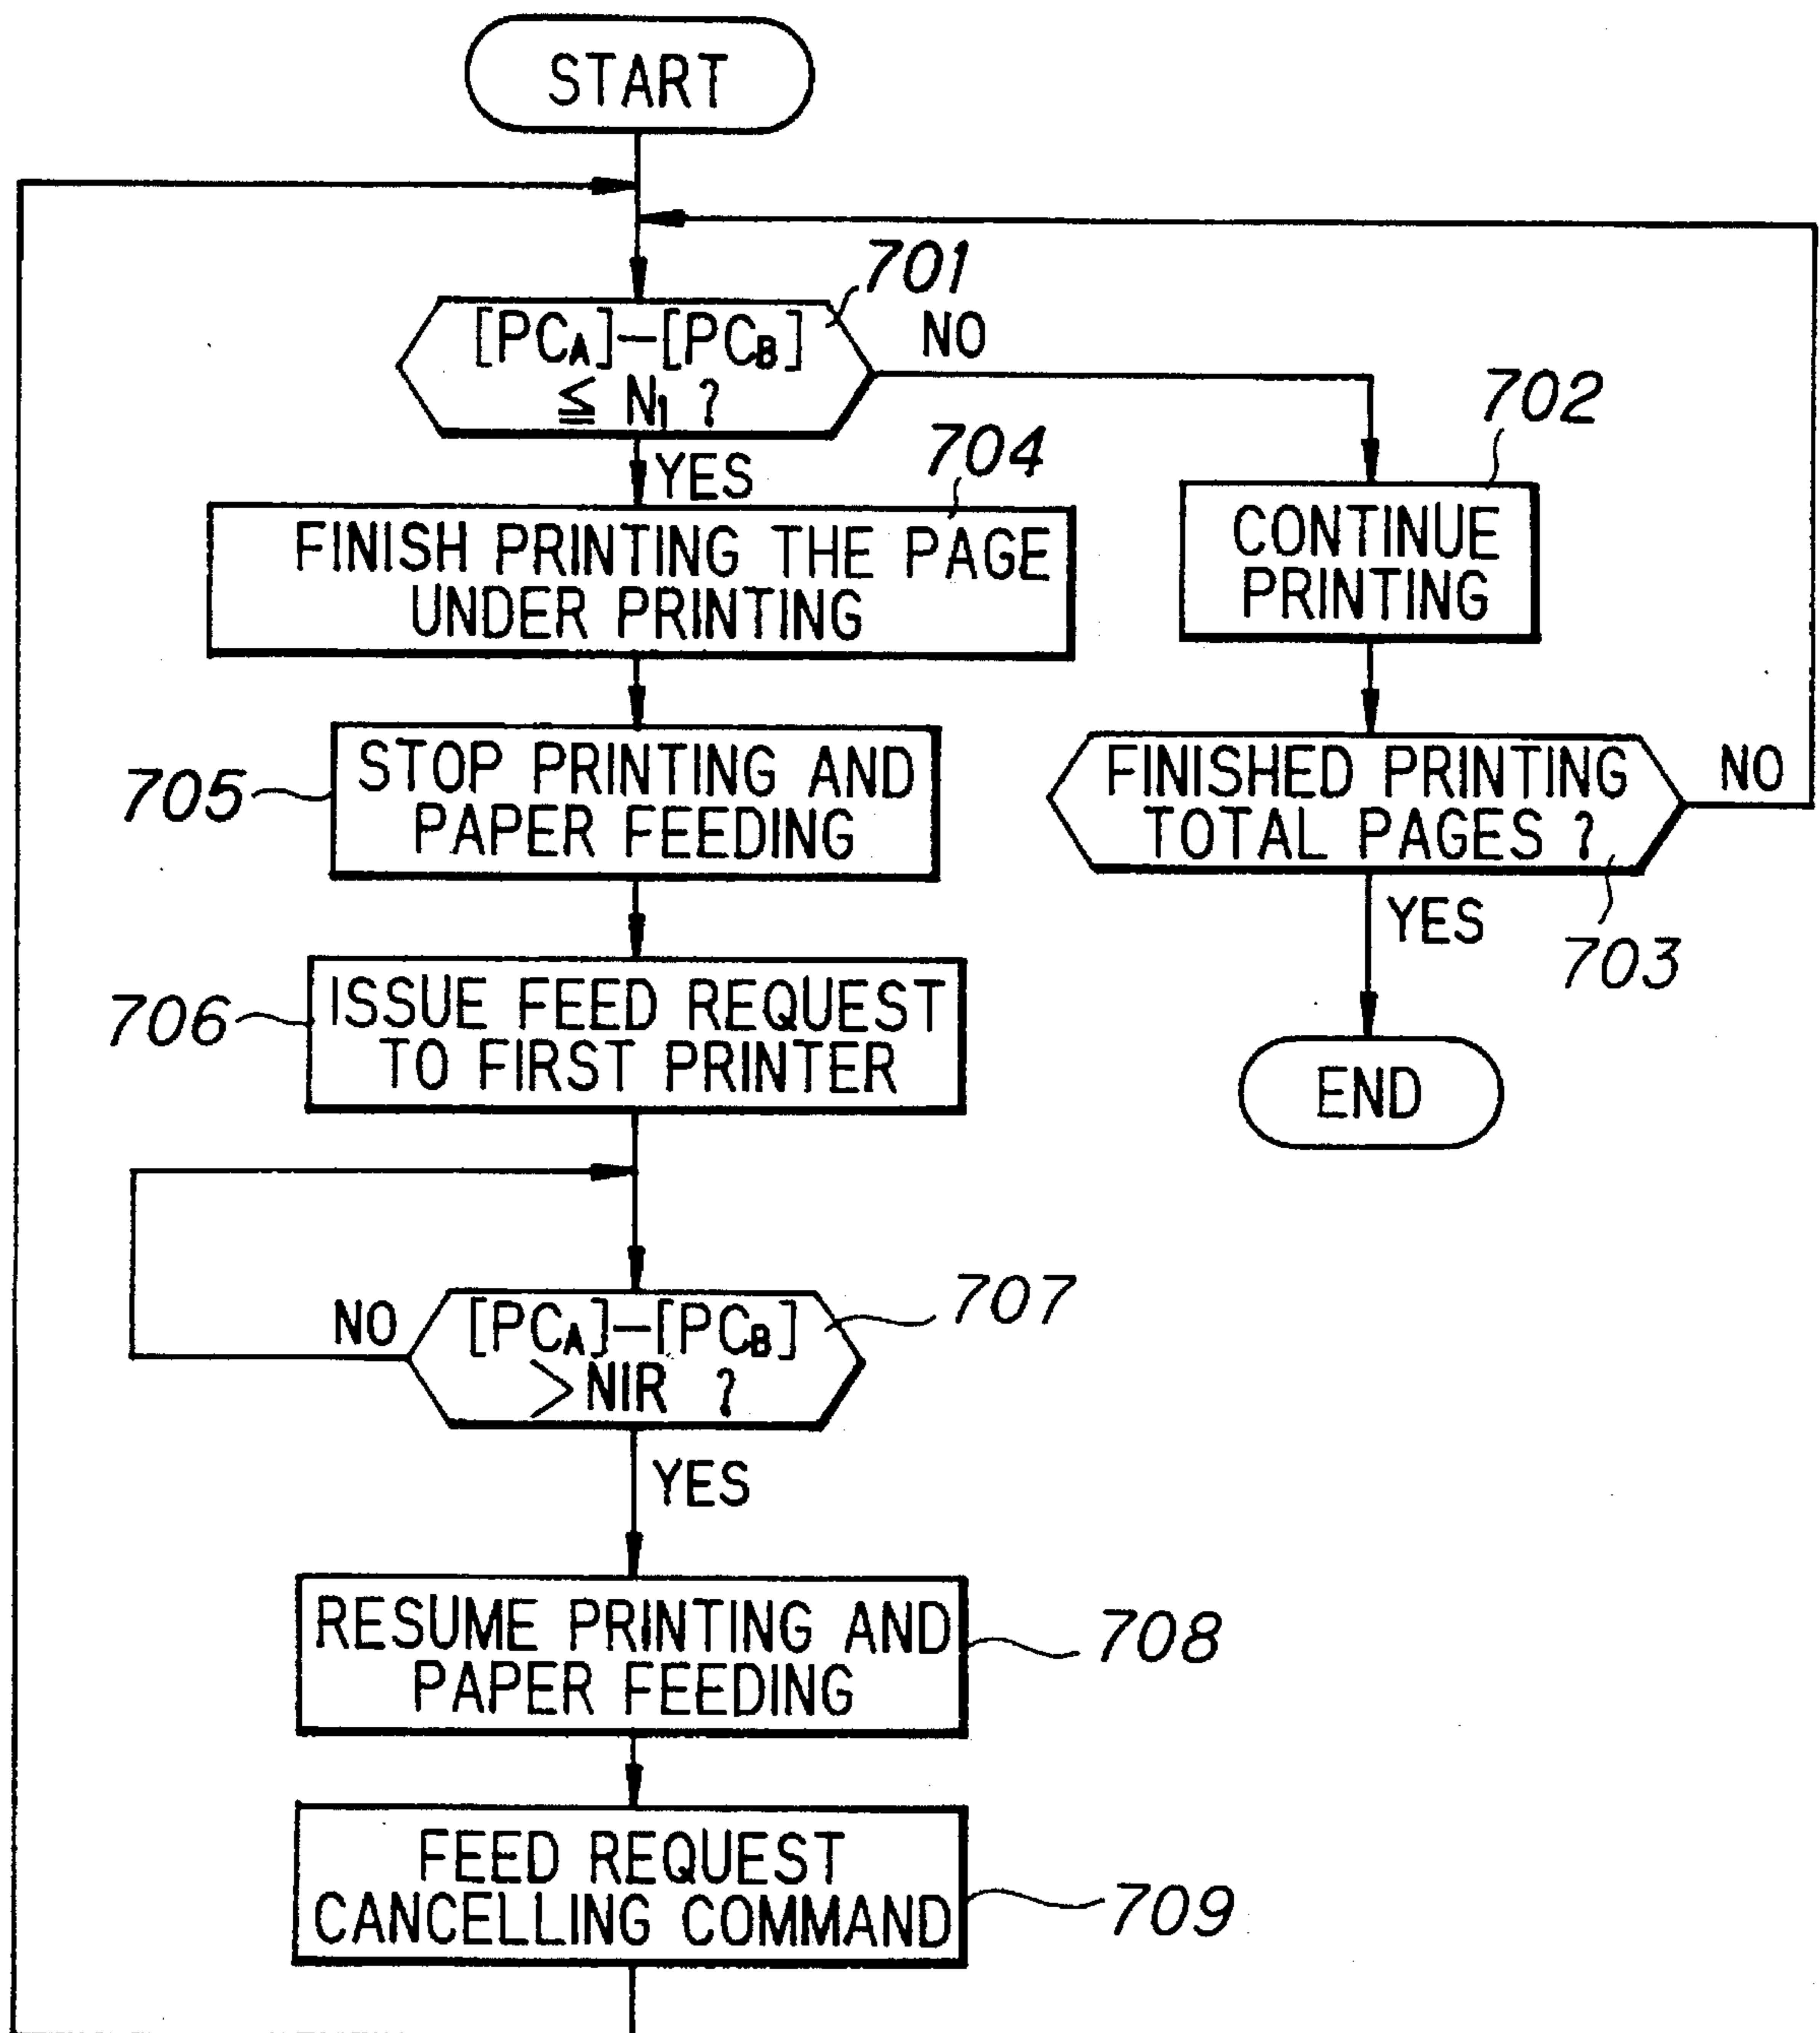 START
701
[PCA]-[PCB]
≦ N1 ?
NO
YES
702
CONTINUE
PRINTING
704
FINISH PRINTING THE PAGE
UNDER PRINTING
703
FINISHED PRINTING
TOTAL PAGES ?
NO
YES
END
705
STOP PRINTING AND
PAPER FEEDING
706
ISSUE FEED REQUEST
TO FIRST PRINTER
707
[PCA]-[PCB]
>NIR ?
NO
YES
708
RESUME PRINTING AND
PAPER FEEDING
709
FEED REQUEST
CANCELLING COMMAND